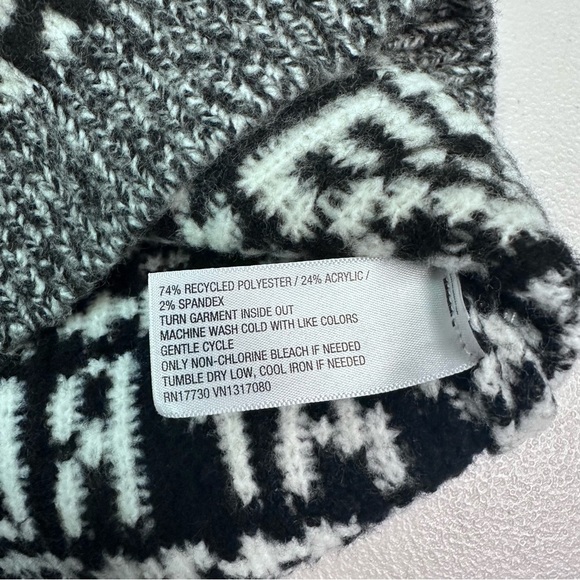 74% RECYCLED POLYESTER / 24% ACRYLIC /
2% SPANDEX
TURN GARMENT INSIDE OUT
MACHINE WASH COLD WITH LIKE COLORS
GENTLE CYCLE
ONLY NON-CHLORINE BLEACH IF NEEDED
TUMBLE DRY LOW, COOL IRON IF NEEDED
RN17730 VN1317080